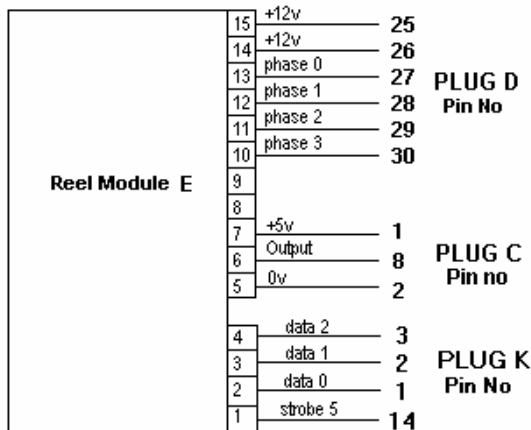 15 +12v 25
14 +12v 26
13 phase 0 27 PLUG D
12 phase 1 28 Pin No
11 phase 2 29
10 phase 3 30
Reel Module E 9
8
7 +5v 1
6 Output 8 PLUG C
5 0v 2 Pin no
4 data 2 3
3 data 1 2 PLUG K
2 data 0 1 Pin No
1 strobe 5 14